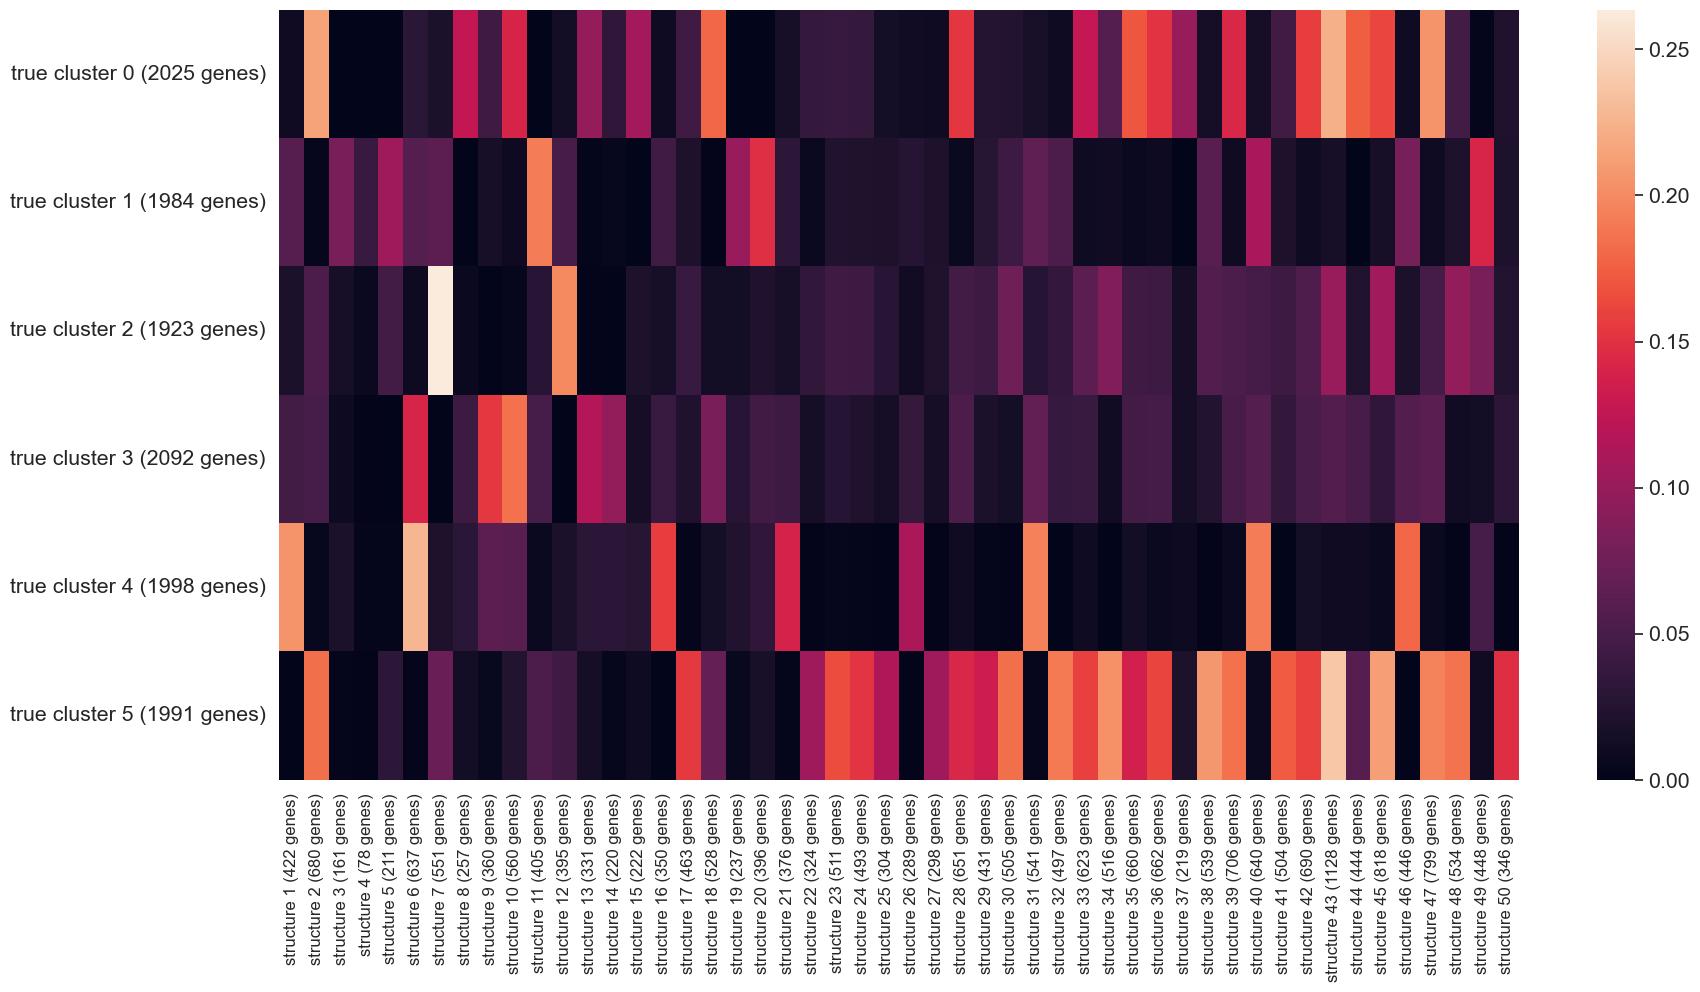 true cluster 0 (2025 genes)
true cluster 1 (1984 genes)
true cluster 2 (1923 genes)
true cluster 3 (2092 genes)
true cluster 4 (1998 genes)
true cluster 5 (1991 genes)
structure 1 (422 genes)
structure 2 (680 genes)
structure 3 (161 genes)
structure 4 (78 genes)
structure 5 (211 genes)
structure 6 (637 genes)
structure 7 (551 genes)
structure 8 (257 genes)
structure 9 (360 genes)
structure 10 (560 genes)
structure 11 (405 genes)
structure 12 (395 genes)
structure 13 (331 genes)
structure 14 (220 genes)
structure 15 (222 genes)
structure 16 (350 genes)
structure 17 (463 genes)
structure 18 (528 genes)
structure 19 (237 genes)
structure 20 (396 genes)
structure 21 (376 genes)
structure 22 (324 genes)
structure 23 (511 genes)
structure 24 (493 genes)
structure 25 (304 genes)
structure 26 (289 genes)
structure 27 (298 genes)
structure 28 (651 genes)
structure 29 (431 genes)
structure 30 (505 genes)
structure 31 (541 genes)
structure 32 (497 genes)
structure 33 (623 genes)
structure 34 (516 genes)
structure 35 (660 genes)
structure 36 (662 genes)
structure 37 (219 genes)
structure 38 (539 genes)
structure 39 (706 genes)
structure 40 (640 genes)
structure 41 (504 genes)
structure 42 (690 genes)
structure 43 (1128 genes)
structure 44 (444 genes)
structure 45 (818 genes)
structure 46 (446 genes)
structure 47 (799 genes)
structure 48 (534 genes)
structure 49 (448 genes)
structure 50 (346 genes)
0.25
0.20
0.15
0.10
0.05
0.00